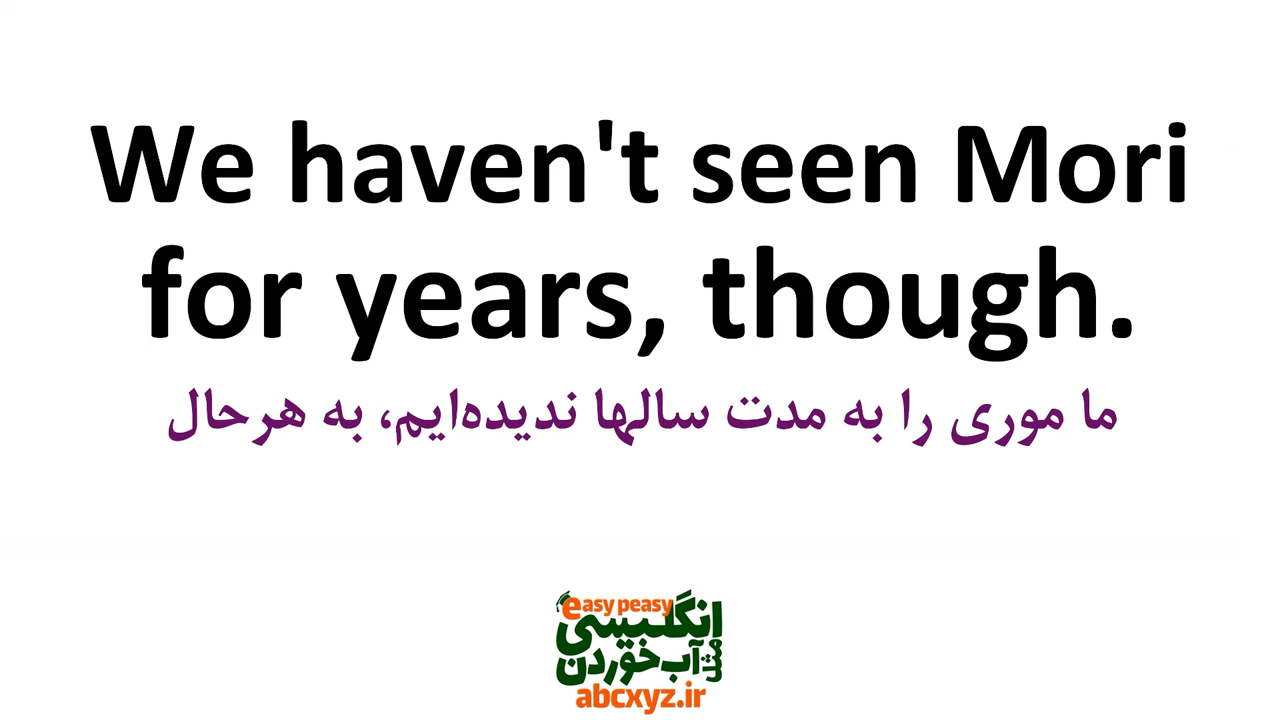 We haven't seen Mori
for years, though.
ما موری را به مدت سالها ندیده‌ایم، به هرحال
easy peasy
انگلیسی
مثل آب خوردن
abcxyz.ir